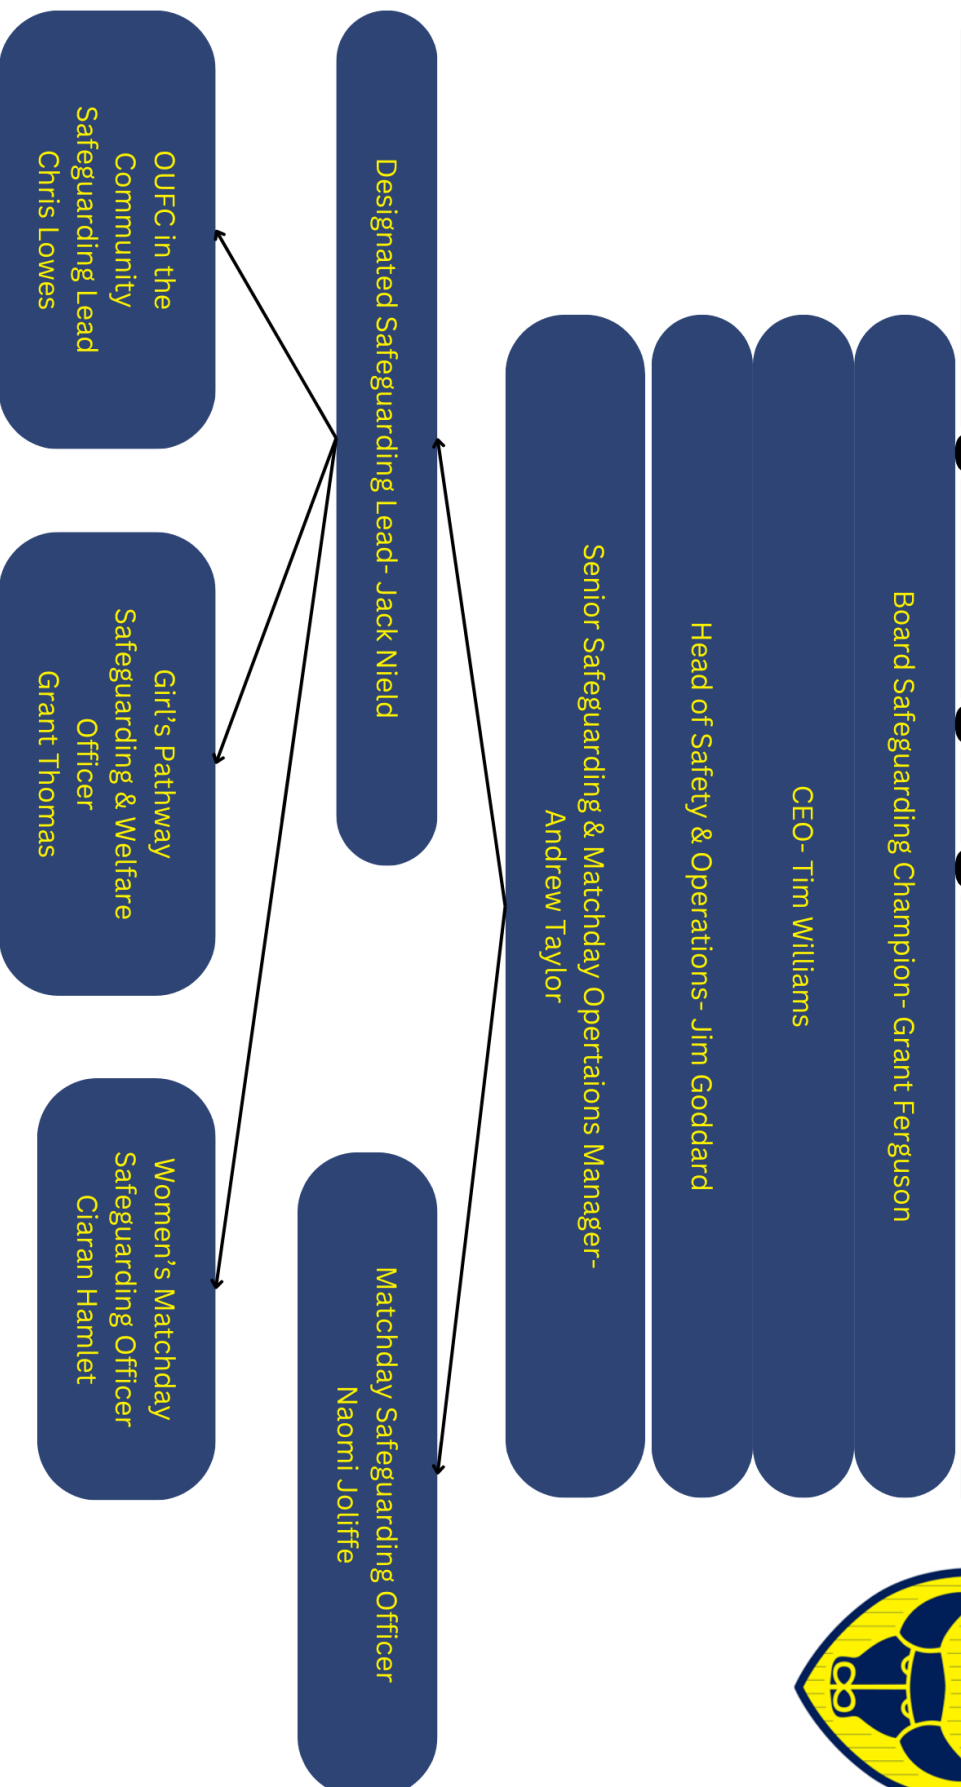 Board Safeguarding Champion- Grant Ferguson
CEO- Tim Williams
Head of Safety & Operations- Jim Goddard
Senior Safeguarding & Matchday Opertaions Manager-
Andrew Taylor
Designated Safeguarding Lead- Jack Nield
Matchday Safeguarding Officer
Naomi Joliffe
OUFC in the
Community
Safeguarding Lead
Chris Lowes
Girl's Pathway
Safeguarding & Welfare
Officer
Grant Thomas
Women's Matchday
Safeguarding Officer
Ciaran Hamlet